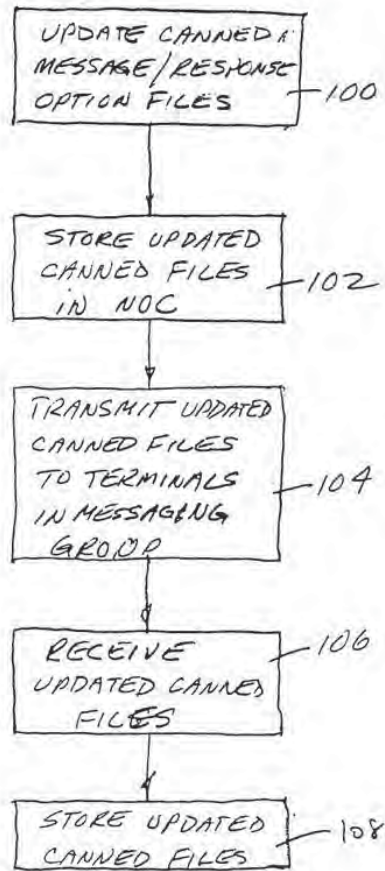 UPDATE CANNED
MESSAGE/RESPONSE
OPTION FILES
100
STORE UPDATED
CANNED FILES
IN NOC
102
TRANSMIT UPDATED
CANNED FILES
TO TERMINALS
IN MESSAGING
GROUP
104
RECEIVE
UPDATED CANNED
FILES
106
STORE UPDATED
CANNED FILES
108